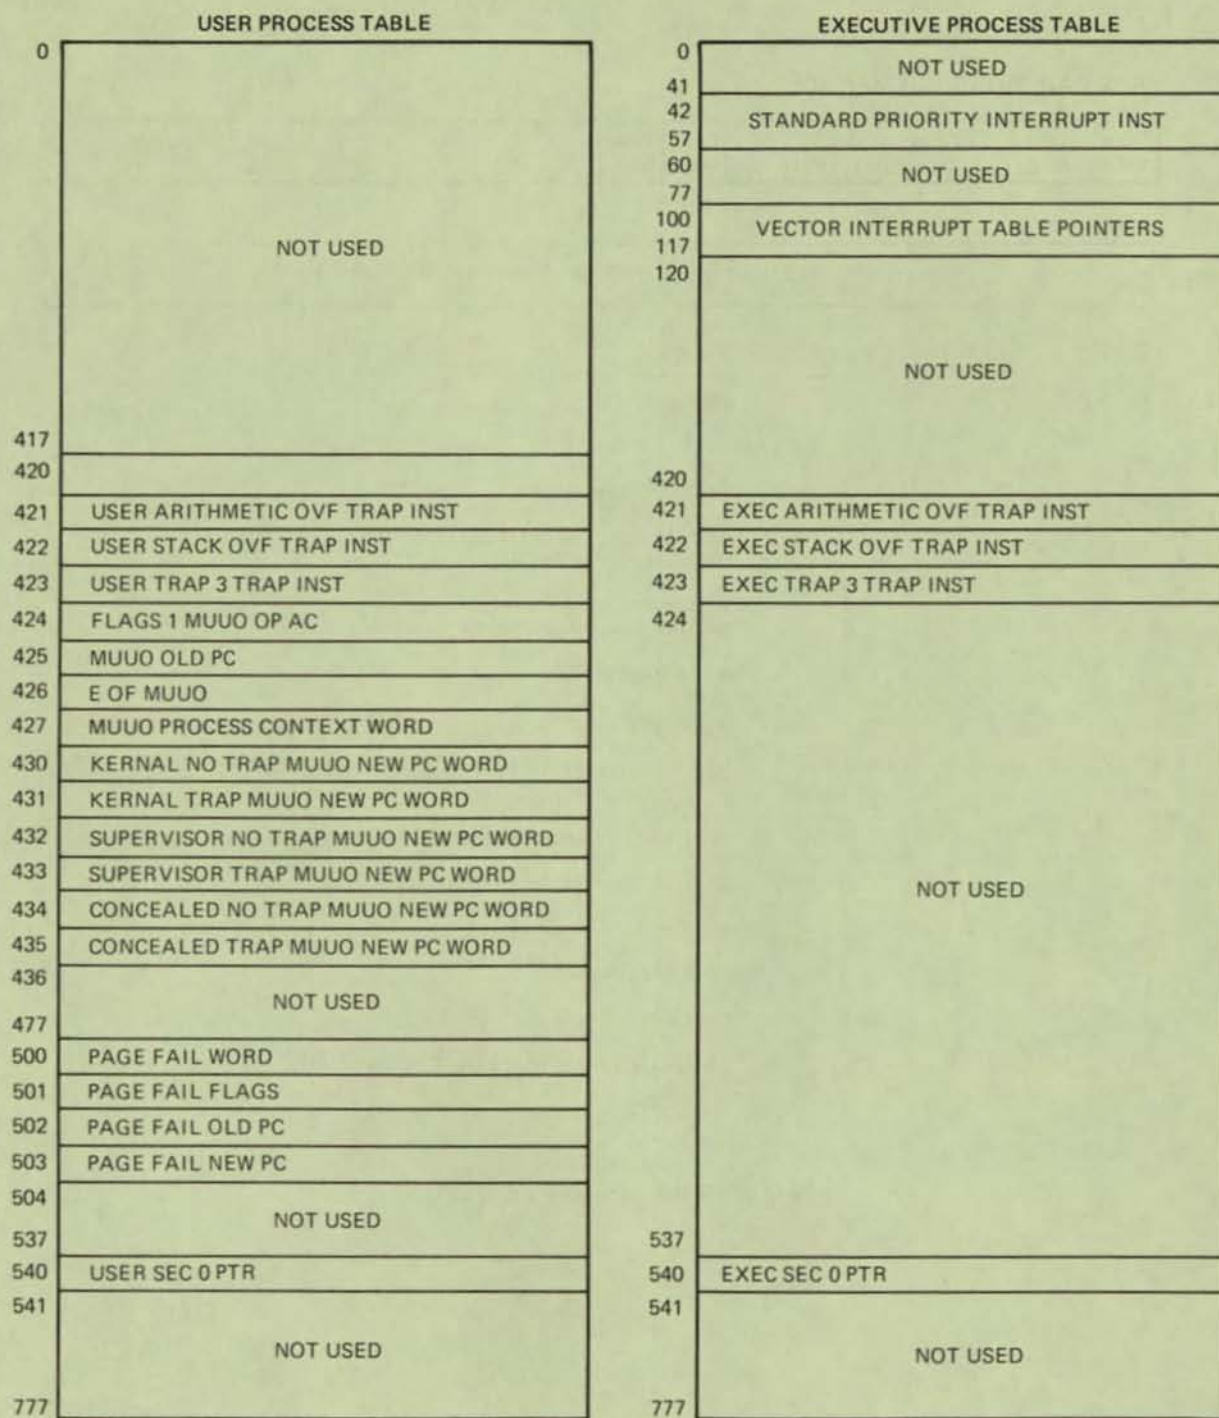 USER PROCESS TABLE
0
NOT USED
417
420
421 USER ARITHMETIC OVF TRAP INST
422 USER STACK OVF TRAP INST
423 USER TRAP 3 TRAP INST
424 FLAGS 1 MUUO OP AC
425 MUUO OLD PC
426 E OF MUUO
427 MUUO PROCESS CONTEXT WORD
430 KERNAL NO TRAP MUUO NEW PC WORD
431 KERNAL TRAP MUUO NEW PC WORD
432 SUPERVISOR NO TRAP MUUO NEW PC WORD
433 SUPERVISOR TRAP MUUO NEW PC WORD
434 CONCEALED NO TRAP MUUO NEW PC WORD
435 CONCEALED TRAP MUUO NEW PC WORD
436
NOT USED
477
500 PAGE FAIL WORD
501 PAGE FAIL FLAGS
502 PAGE FAIL OLD PC
503 PAGE FAIL NEW PC
504
NOT USED
537
540 USER SEC 0 PTR
541
NOT USED
777
EXECUTIVE PROCESS TABLE
0
NOT USED
41
42
STANDARD PRIORITY INTERRUPT INST
57
60
NOT USED
77
100
VECTOR INTERRUPT TABLE POINTERS
117
120
NOT USED
420
421 EXEC ARITHMETIC OVF TRAP INST
422 EXEC STACK OVF TRAP INST
423 EXEC TRAP 3 TRAP INST
424
NOT USED
537
540 EXEC SEC 0 PTR
541
NOT USED
777